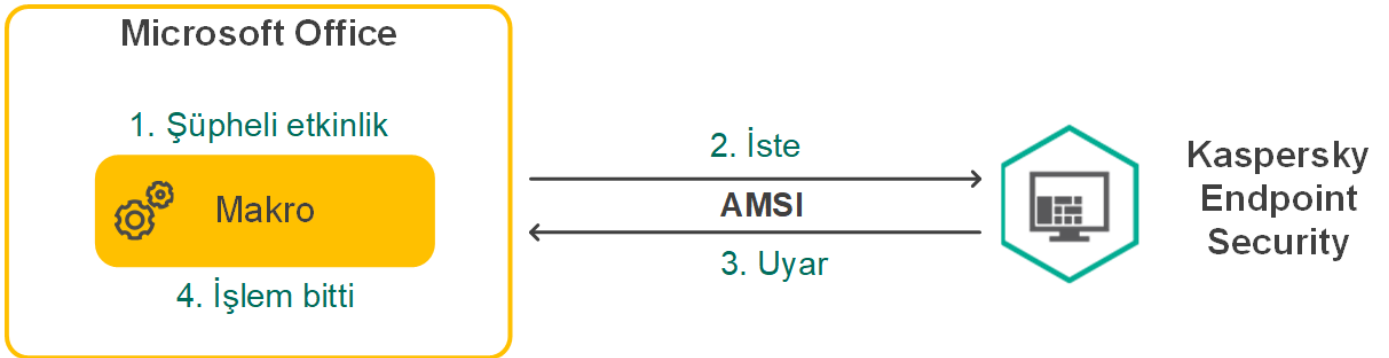 Microsoft Office
1. Şüpheli etkinlik
Makro
4. İşlem bitti
2. İste
AMSI
3. Uyar
Kaspersky
Endpoint
Security